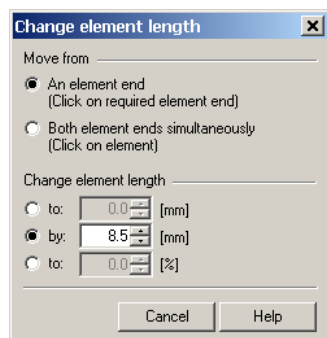 Change element length
Move from
An element end
(Click on required element end)
Both element ends simultaneously
(Click on element)
Change element length
to: 0.0 [mm]
by: 8.5 [mm]
to: 0.0 [%]
Cancel Help